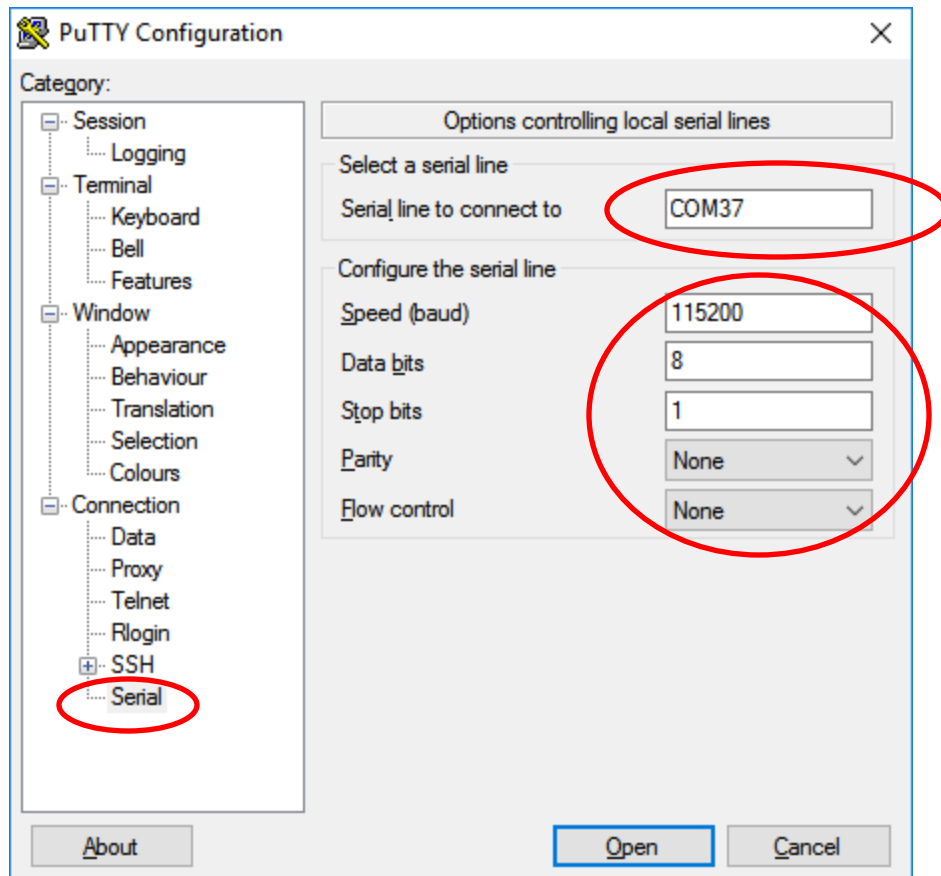 PuTTY Configuration
Category:
Session
Logging
Terminal
Keyboard
Bell
Features
Window
Appearance
Behaviour
Translation
Selection
Colours
Connection
Data
Proxy
Telnet
Rlogin
SSH
Serial
Options controlling local serial lines
Select a serial line
Serial line to connect to COM37
Configure the serial line
Speed (baud) 115200
Data bits 8
Stop bits 1
Parity None
Flow control None
About Open Cancel